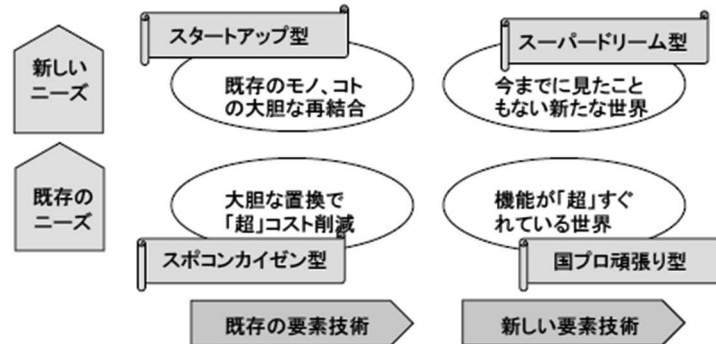 スタートアップ型
スーパードリーム型
新しい
ニーズ
既存のモノ、コト
の大胆な再結合
今までに見たこと
もない新たな世界
既存の
ニーズ
大胆な置換で
「超」コスト削減
機能が「超」すぐ
れている世界
スポコンカイゼン型
国プロ頑張り型
既存の要素技術
新しい要素技術